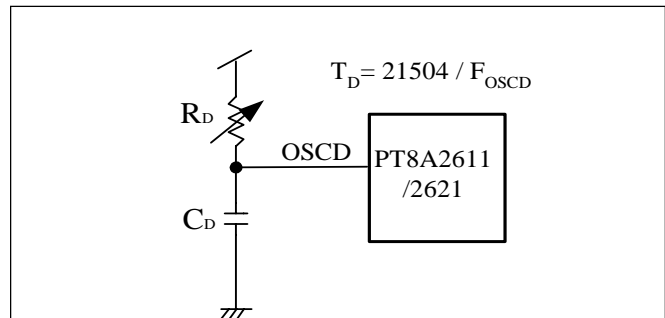 T_D= 21504 / F_OSCD
R_D
OSCD
PT8A2611
/2621
C_D